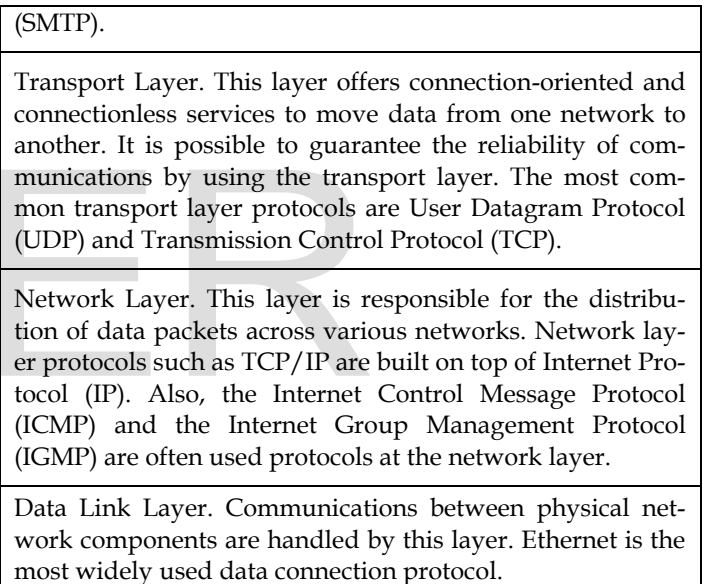 (SMTP).
Transport Layer. This layer offers connection-oriented and
connectionless services to move data from one network to
another. It is possible to guarantee the reliability of com-
munications by using the transport layer. The most com-
mon transport layer protocols are User Datagram Protocol
(UDP) and Transmission Control Protocol (TCP).
Network Layer. This layer is responsible for the distribu-
tion of data packets across various networks. Network lay-
er protocols such as TCP/IP are built on top of Internet Pro-
tocol (IP). Also, the Internet Control Message Protocol
(ICMP) and the Internet Group Management Protocol
(IGMP) are often used protocols at the network layer.
Data Link Layer. Communications between physical net-
work components are handled by this layer. Ethernet is the
most widely used data connection protocol.
ER